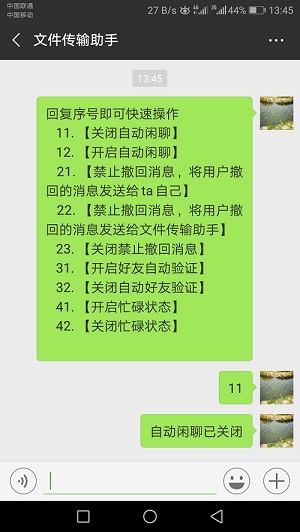 中国联通
中国移动
27 B/s 4G 2G 44% 13:45
文件传输助手
13:45
回复序号即可快速操作
11. 【关闭自动闲聊】
12. 【开启自动闲聊】
21. 【禁止撤回消息，将用户撤
回的消息发送给ta自己】
22. 【禁止撤回消息，将用户撤
回的消息发送给文件传输助手】
23. 【关闭禁止撤回消息】
31. 【开启好友自动验证】
32. 【关闭自动好友验证】
41. 【开启忙碌状态】
42. 【关闭忙碌状态】
11
自动闲聊已关闭